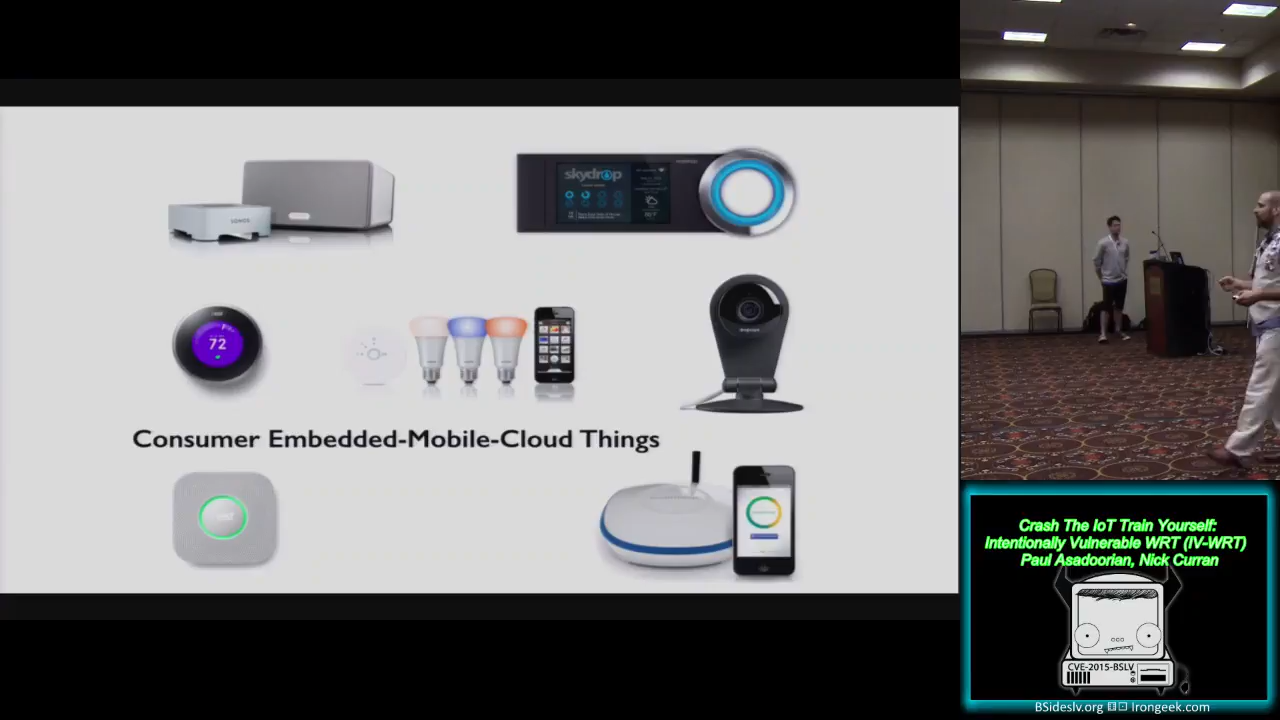 SONOS
skydrop
72
Consumer Embedded-Mobile-Cloud Things
Crash The IoT Train Yourself:
Intentionally Vulnerable WRT (IV-WRT)
Paul Asadoorian, Nick Curran
CVE-2015-BSLV
BSideslv.org
Irongeek.com